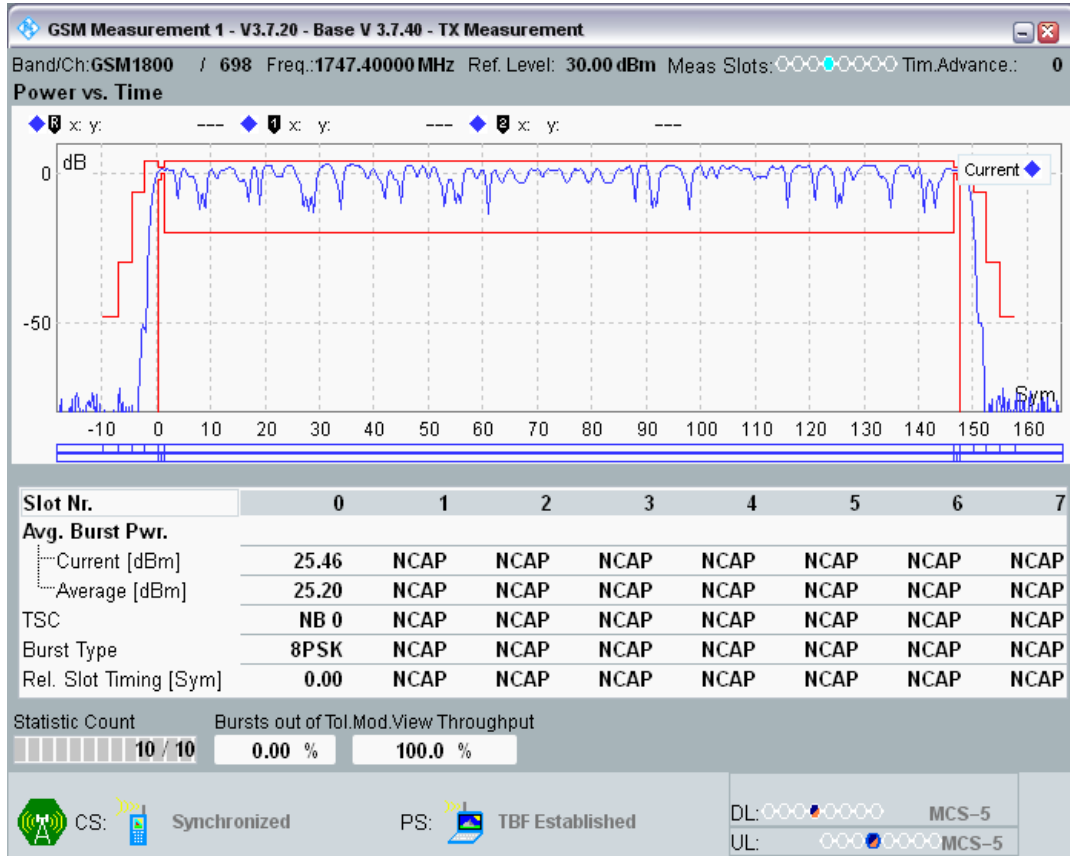 GSM Measurement 1 - V3.7.20 - Base V 3.7.40 - TX Measurement
Band/Ch:GSM1800 / 698 Freq.:1747.40000 MHz Ref. Level: 30.00 dBm Meas Slots: Tim.Advance.: 0
Power vs. Time
R x: y: --- 1 x: y: --- 2 x: y: ---
dB
Current
0
-50
Sym
-10 0 10 20 30 40 50 60 70 80 90 100 110 120 130 140 150 160
Slot Nr. 0 1 2 3 4 5 6 7
Avg. Burst Pwr.
Current [dBm] 25.46 NCAP NCAP NCAP NCAP NCAP NCAP NCAP
Average [dBm] 25.20 NCAP NCAP NCAP NCAP NCAP NCAP NCAP
TSC NB 0 NCAP NCAP NCAP NCAP NCAP NCAP NCAP
Burst Type 8PSK NCAP NCAP NCAP NCAP NCAP NCAP NCAP
Rel. Slot Timing [Sym] 0.00 NCAP NCAP NCAP NCAP NCAP NCAP NCAP
Statistic Count Bursts out of Tol.Mod.View Throughput
10 / 10 0.00 % 100.0 %
CS: Synchronized PS: TBF Established
DL: MCS-5
UL: MCS-5